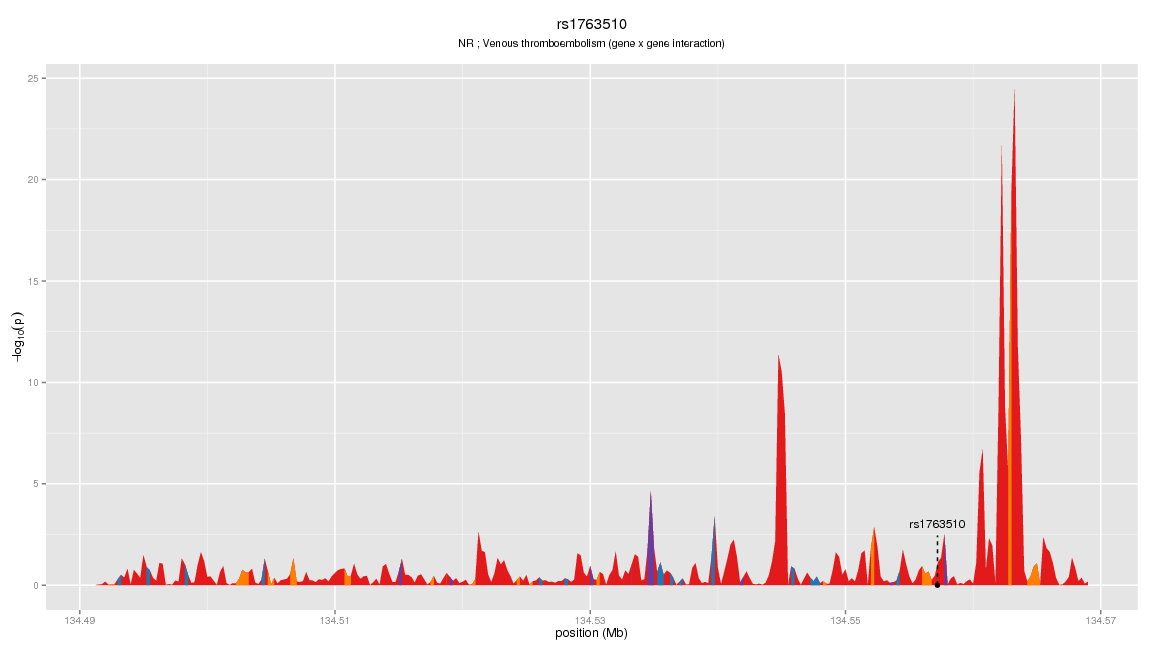 rs1763510
NR ; Venous thromboembolism (gene x gene interaction)
25
20
15
10
5
0
−log10(p)
rs1763510
134.49
134.51
134.53
134.55
134.57
position (Mb)